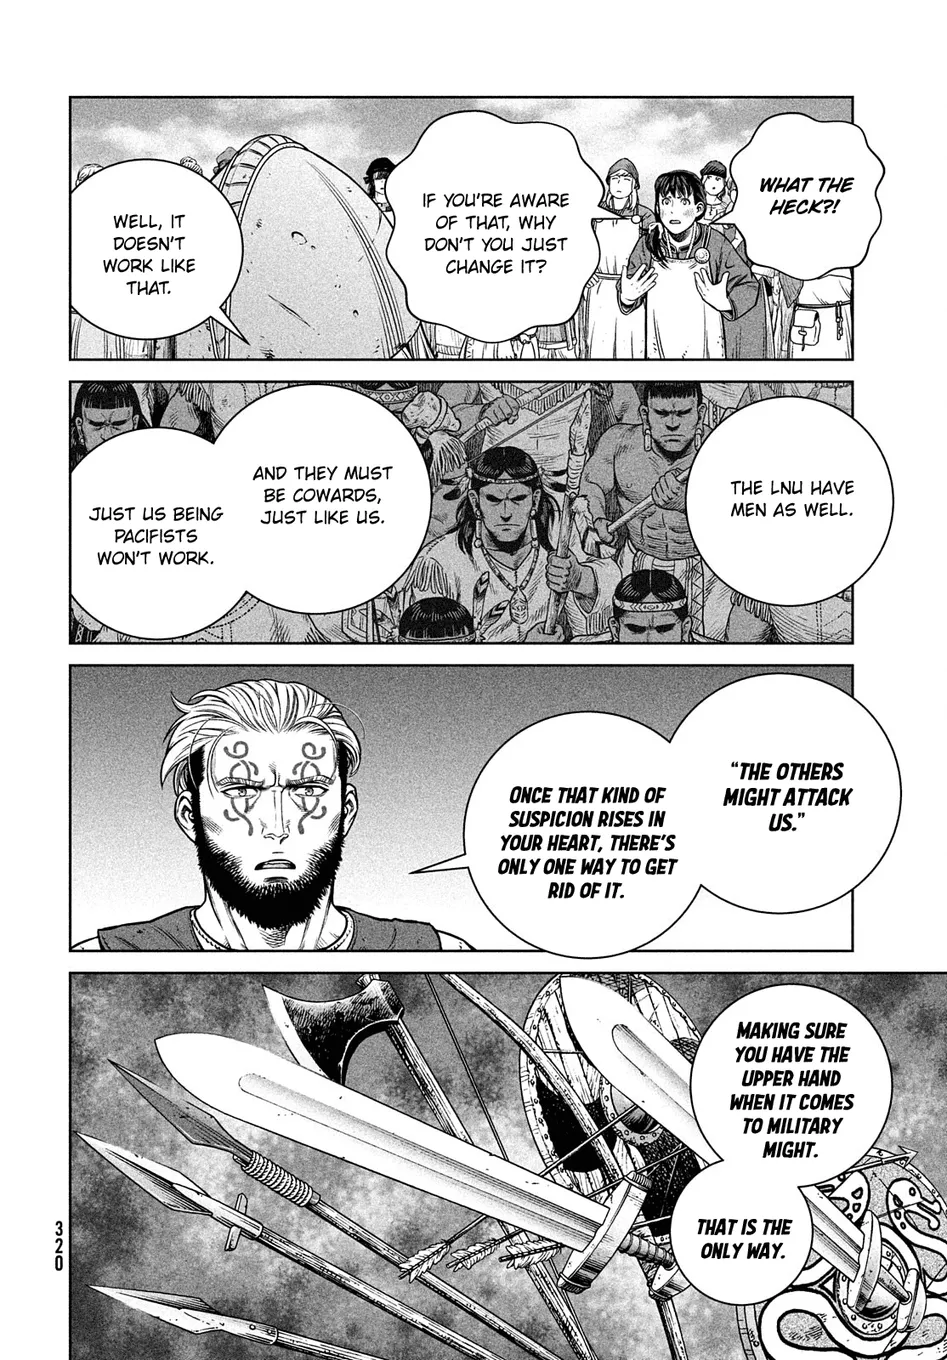 WHAT THE
HECK?!
IF YOU'RE AWARE
OF THAT, WHY
DON'T YOU JUST
CHANGE IT?
WELL, IT
DOESN'T
WORK LIKE
THAT.
THE LNU HAVE
MEN AS WELL.
AND THEY MUST
BE COWARDS,
JUST LIKE US.
JUST US BEING
PACIFISTS
WON'T WORK.
"THE OTHERS
MIGHT ATTACK
US."
ONCE THAT KIND OF
SUSPICION RISES IN
YOUR HEART, THERE'S
ONLY ONE WAY TO GET
RID OF IT.
MAKING SURE
YOU HAVE THE
UPPER HAND
WHEN IT COMES
TO MILITARY
MIGHT.
THAT IS THE
ONLY WAY.
320